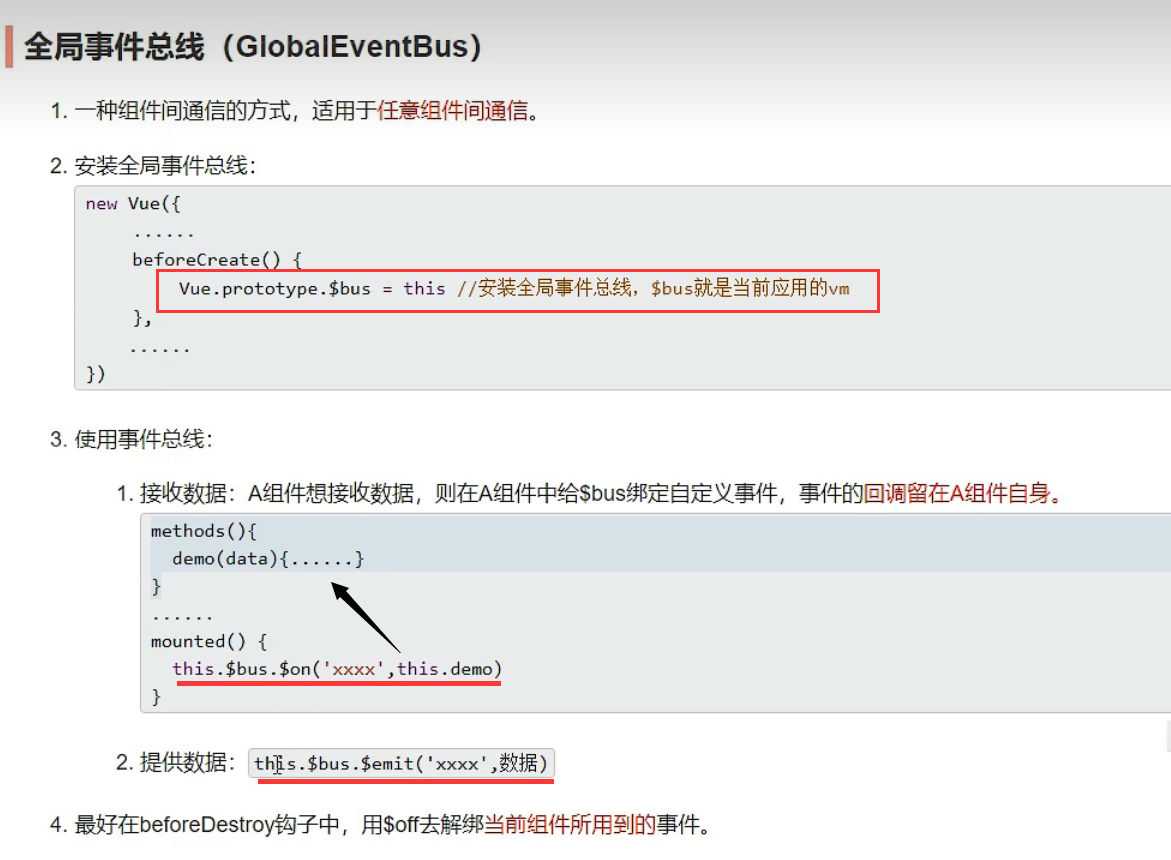 全局事件总线（GlobalEventBus）
1. 一种组件间通信的方式，适用于任意组件间通信。
2. 安装全局事件总线：
new Vue({
......
beforeCreate() {
Vue.prototype.$bus = this //安装全局事件总线，$bus就是当前应用的vm
},
......
})
3. 使用事件总线：
1. 接收数据：A组件想接收数据，则在A组件中给$bus绑定自定义事件，事件的回调留在A组件自身。
methods(){
demo(data){......}
}
......
mounted() {
this.$bus.$on('xxxx',this.demo)
}
2. 提供数据：this.$bus.$emit('xxxx',数据)
4. 最好在beforeDestroy钩子中，用$off去解绑当前组件所用到的事件。